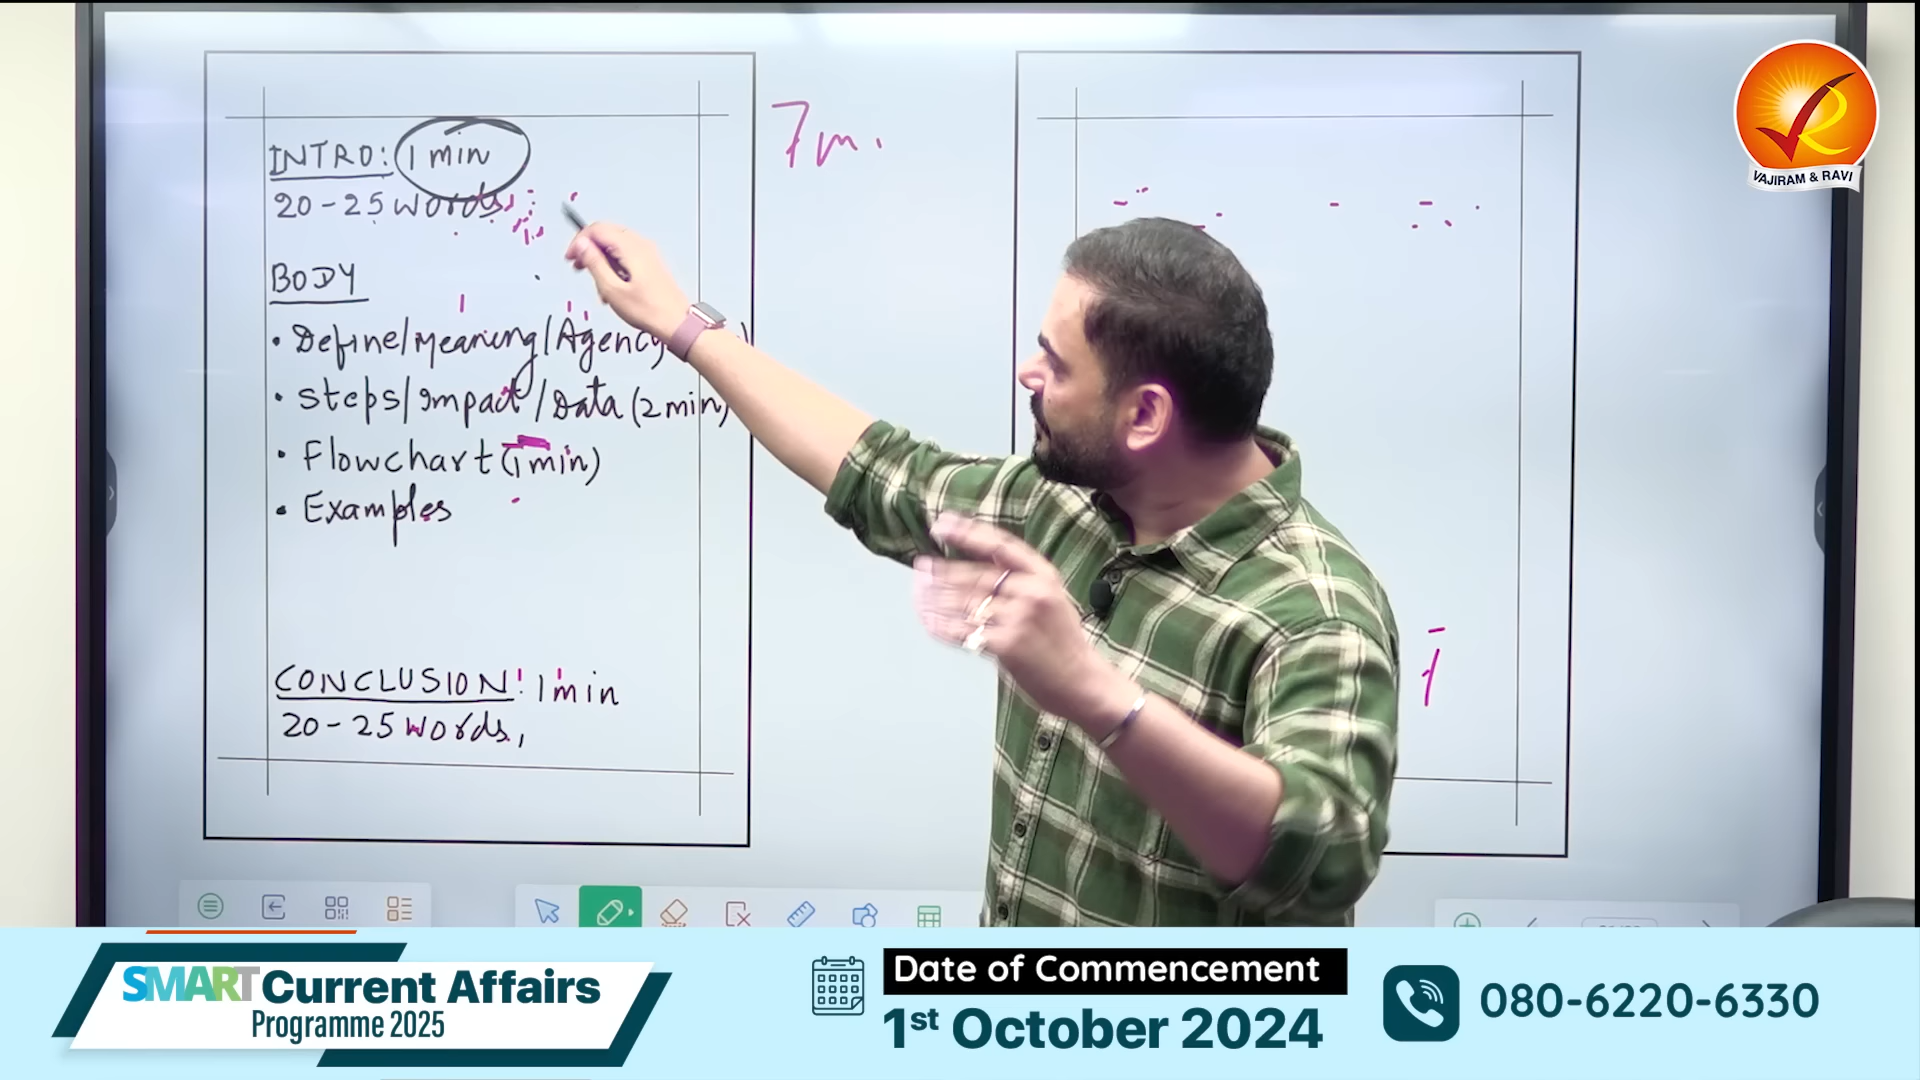 INTRO: 1 min
20-25 words
7m.
BODY
• Define/Meaning/Agency
• Steps/Impact/Data (2 min)
• Flowchart (1 min)
• Examples
CONCLUSION: 1 min
20-25 words,
VAJIRAM & RAVI
SMART Current Affairs
Programme 2025
Date of Commencement
1st October 2024
080-6220-6330